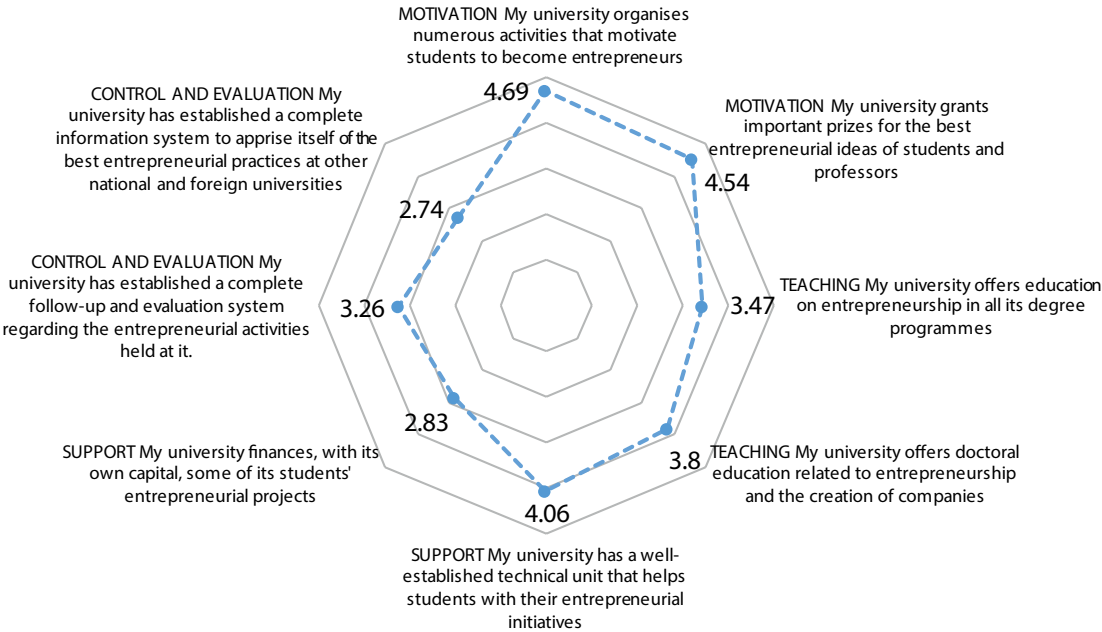 MOTIVATION My university organises
numerous activities that motivate
students to become entrepreneurs
4.69
MOTIVATION My university grants
important prizes for the best
entrepreneurial ideas of students and
professors
4.54
TEACHING My university offers education
on entrepreneurship in all its degree
programmes
3.47
TEACHING My university offers doctoral
education related to entrepreneurship
and the creation of companies
3.8
SUPPORT My university has a well-
established technical unit that helps
students with their entrepreneurial
initiatives
4.06
SUPPORT My university finances, with its
own capital, some of its students'
entrepreneurial projects
2.83
CONTROL AND EVALUATION My
university has established a complete
follow-up and evaluation system
regarding the entrepreneurial activities
held at it.
3.26
CONTROL AND EVALUATION My
university has established a complete
information system to apprise itself of the
best entrepreneurial practices at other
national and foreign universities
2.74